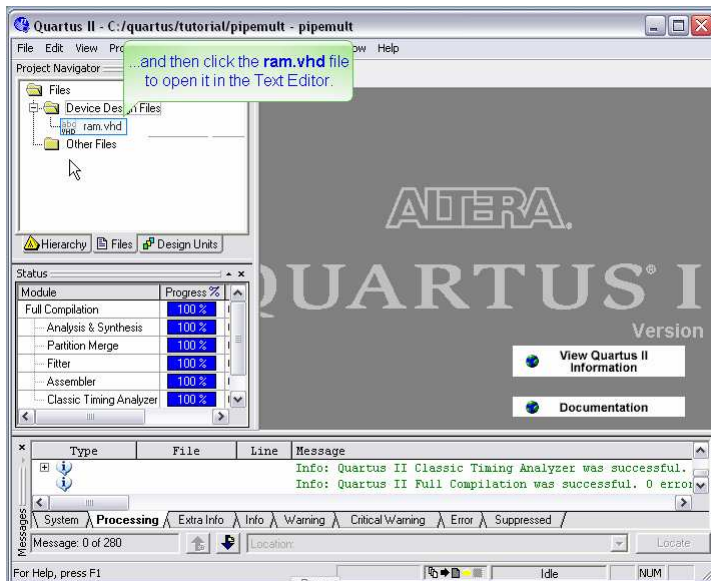 Quartus II - C:/quartus/tutorial/pipemult - pipemult
File Edit View Help
...and then click the ram.vhd file
to open it in the Text Editor.
Project Navigator
Files
Device Design Files
abc
VHD ram.vhd
Other Files
Hierarchy Files Design Units
ALTERA.
QUARTUS® I
Version
View Quartus II
Information
Documentation
Status
Module Progress %
Full Compilation 100 %
Analysis & Synthesis 100 %
Partition Merge 100 %
Fitter 100 %
Assembler 100 %
Classic Timing Analyzer 100 %
Type File Line Message
Info: Quartus II Classic Timing Analyzer was successful.
Info: Quartus II Full Compilation was successful. 0 error
System Processing Extra Info Info Warning Critical Warning Error Suppressed
Messages
Message: 0 of 280 Location: Locate
For Help, press F1 Idle NUM